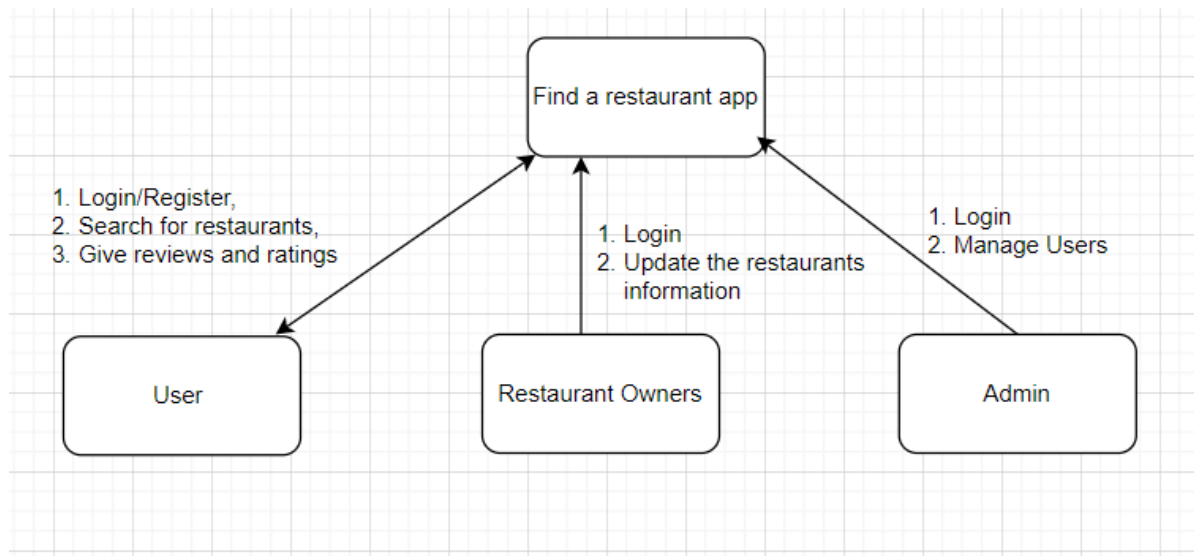 Find a restaurant app
1. Login/Register,
2. Search for restaurants,
3. Give reviews and ratings
1. Login
2. Update the restaurants
information
1. Login
2. Manage Users
User
Restaurant Owners
Admin